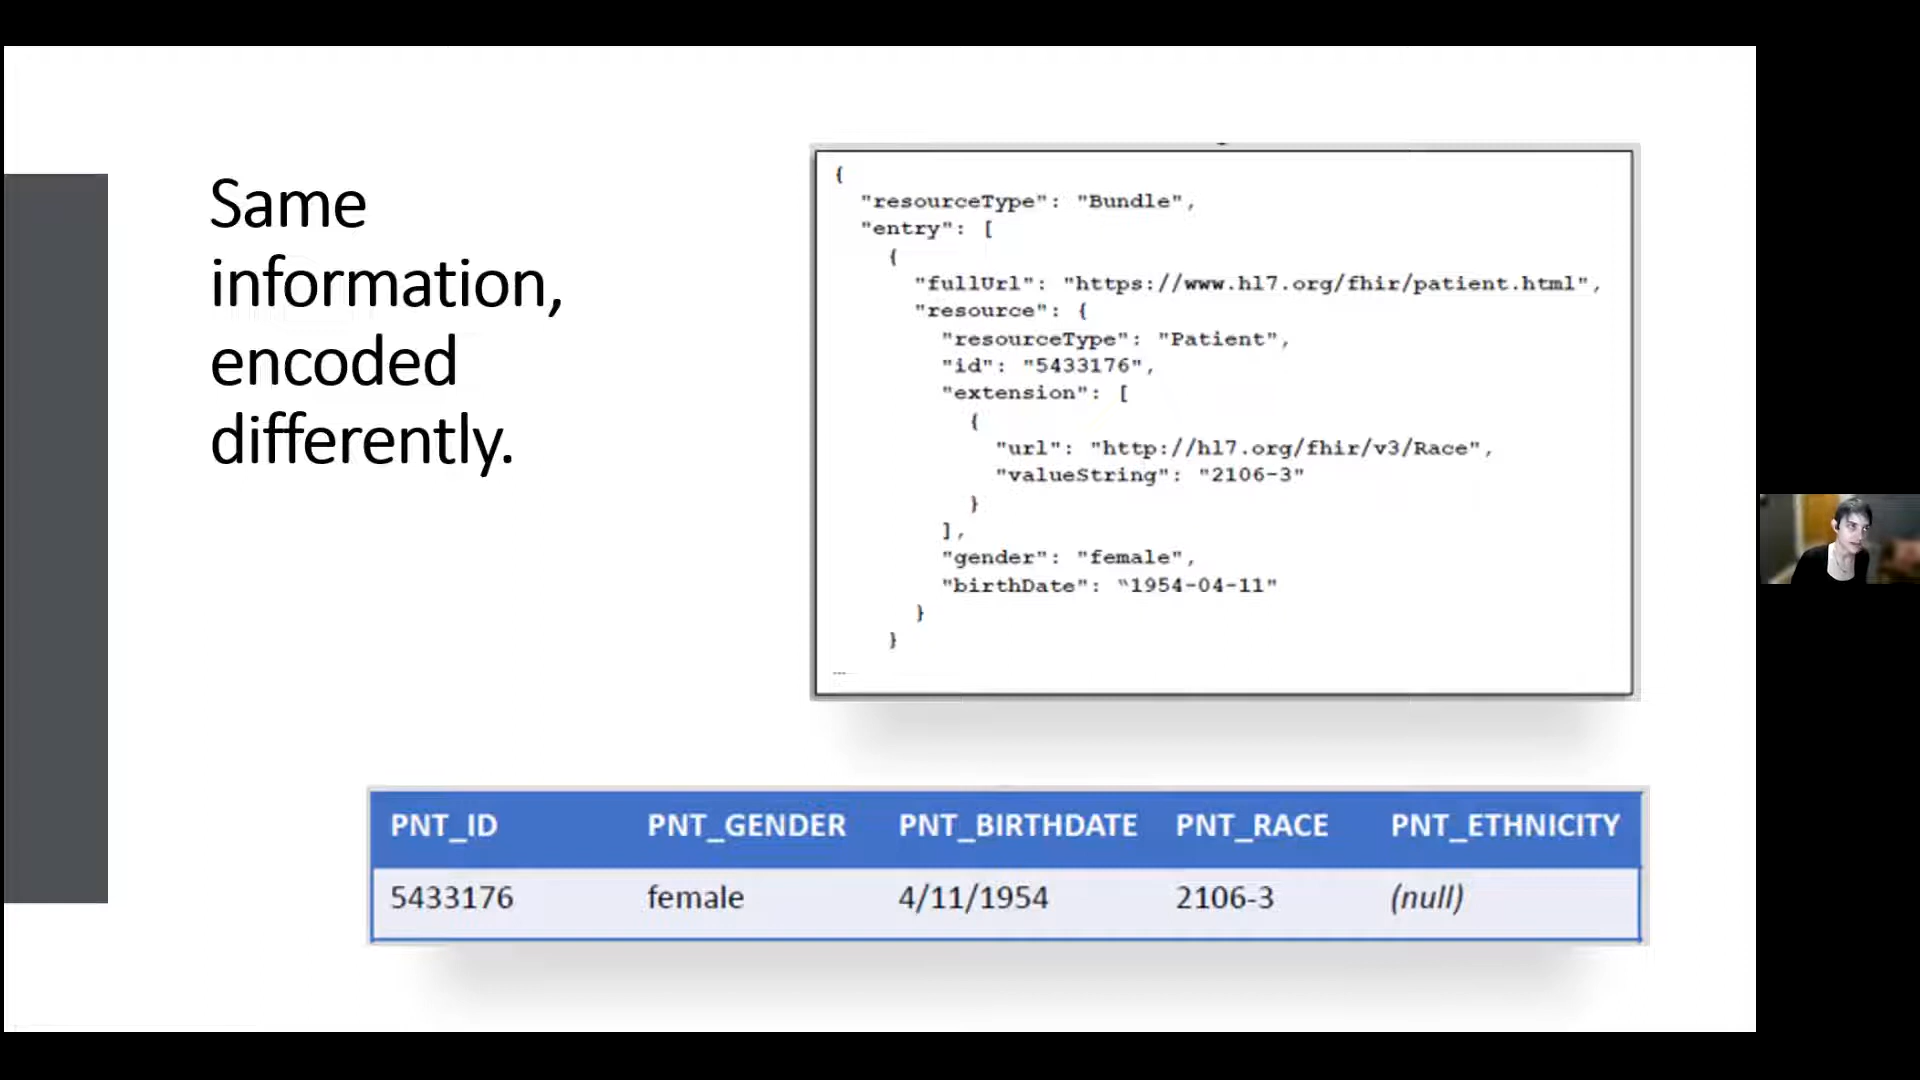 Same
information,
encoded
differently.
{
"resourceType": "Bundle",
"entry": [
{
"fullUrl": "https://www.hl7.org/fhir/patient.html",
"resource": {
"resourceType": "Patient",
"id": "5433176",
"extension": [
{
"url": "http://hl7.org/fhir/v3/Race",
"valueString": "2106-3"
}
],
"gender": "female",
"birthDate": “1954-04-11"
}
}
...
PNT_ID PNT_GENDER PNT_BIRTHDATE PNT_RACE PNT_ETHNICITY
5433176 female 4/11/1954 2106-3 (null)